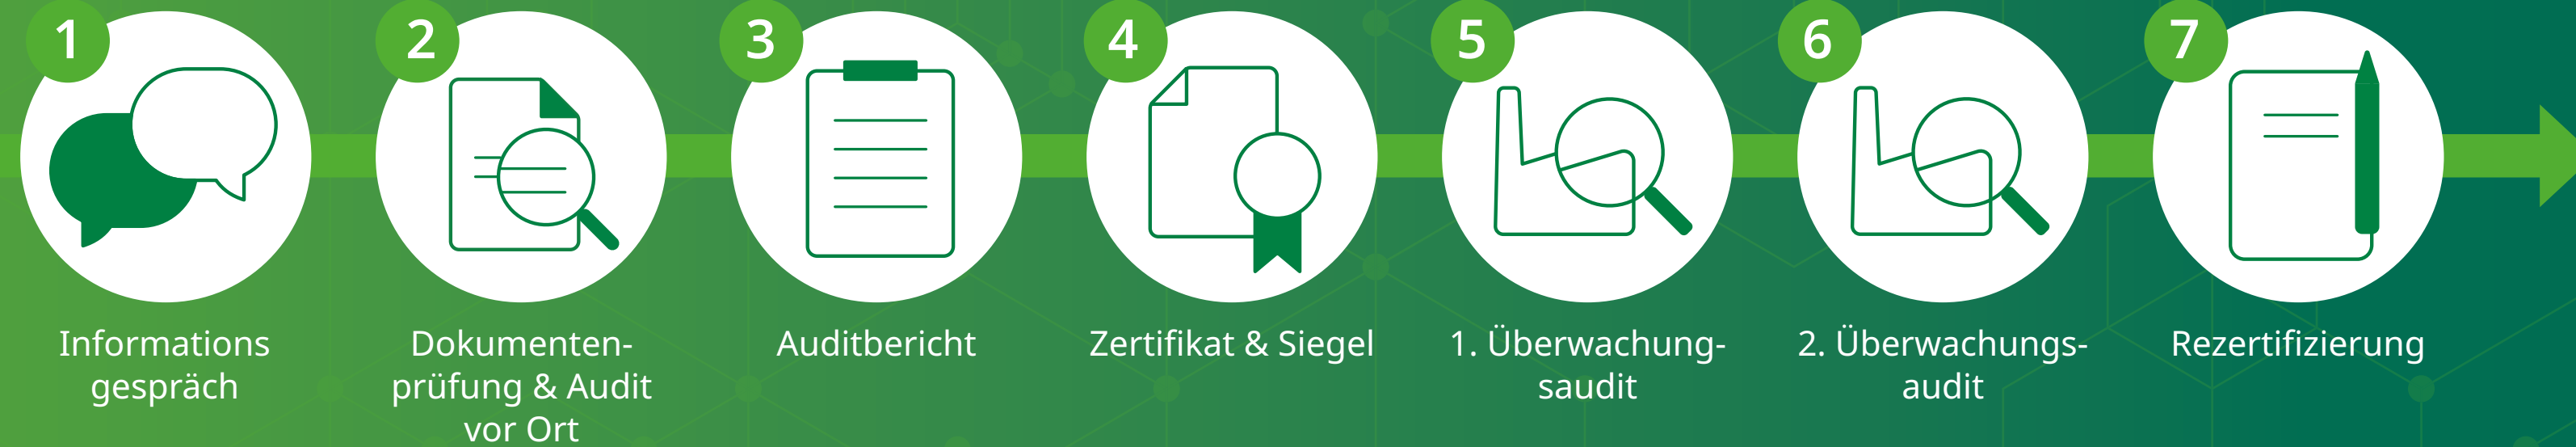 1
Informations
gespräch
2
Dokumenten-
prüfung & Audit
vor Ort
3
Auditbericht
4
Zertifikat & Siegel
5
1. Überwachung-
saudit
6
2. Überwachungs-
audit
7
Rezertifizierung